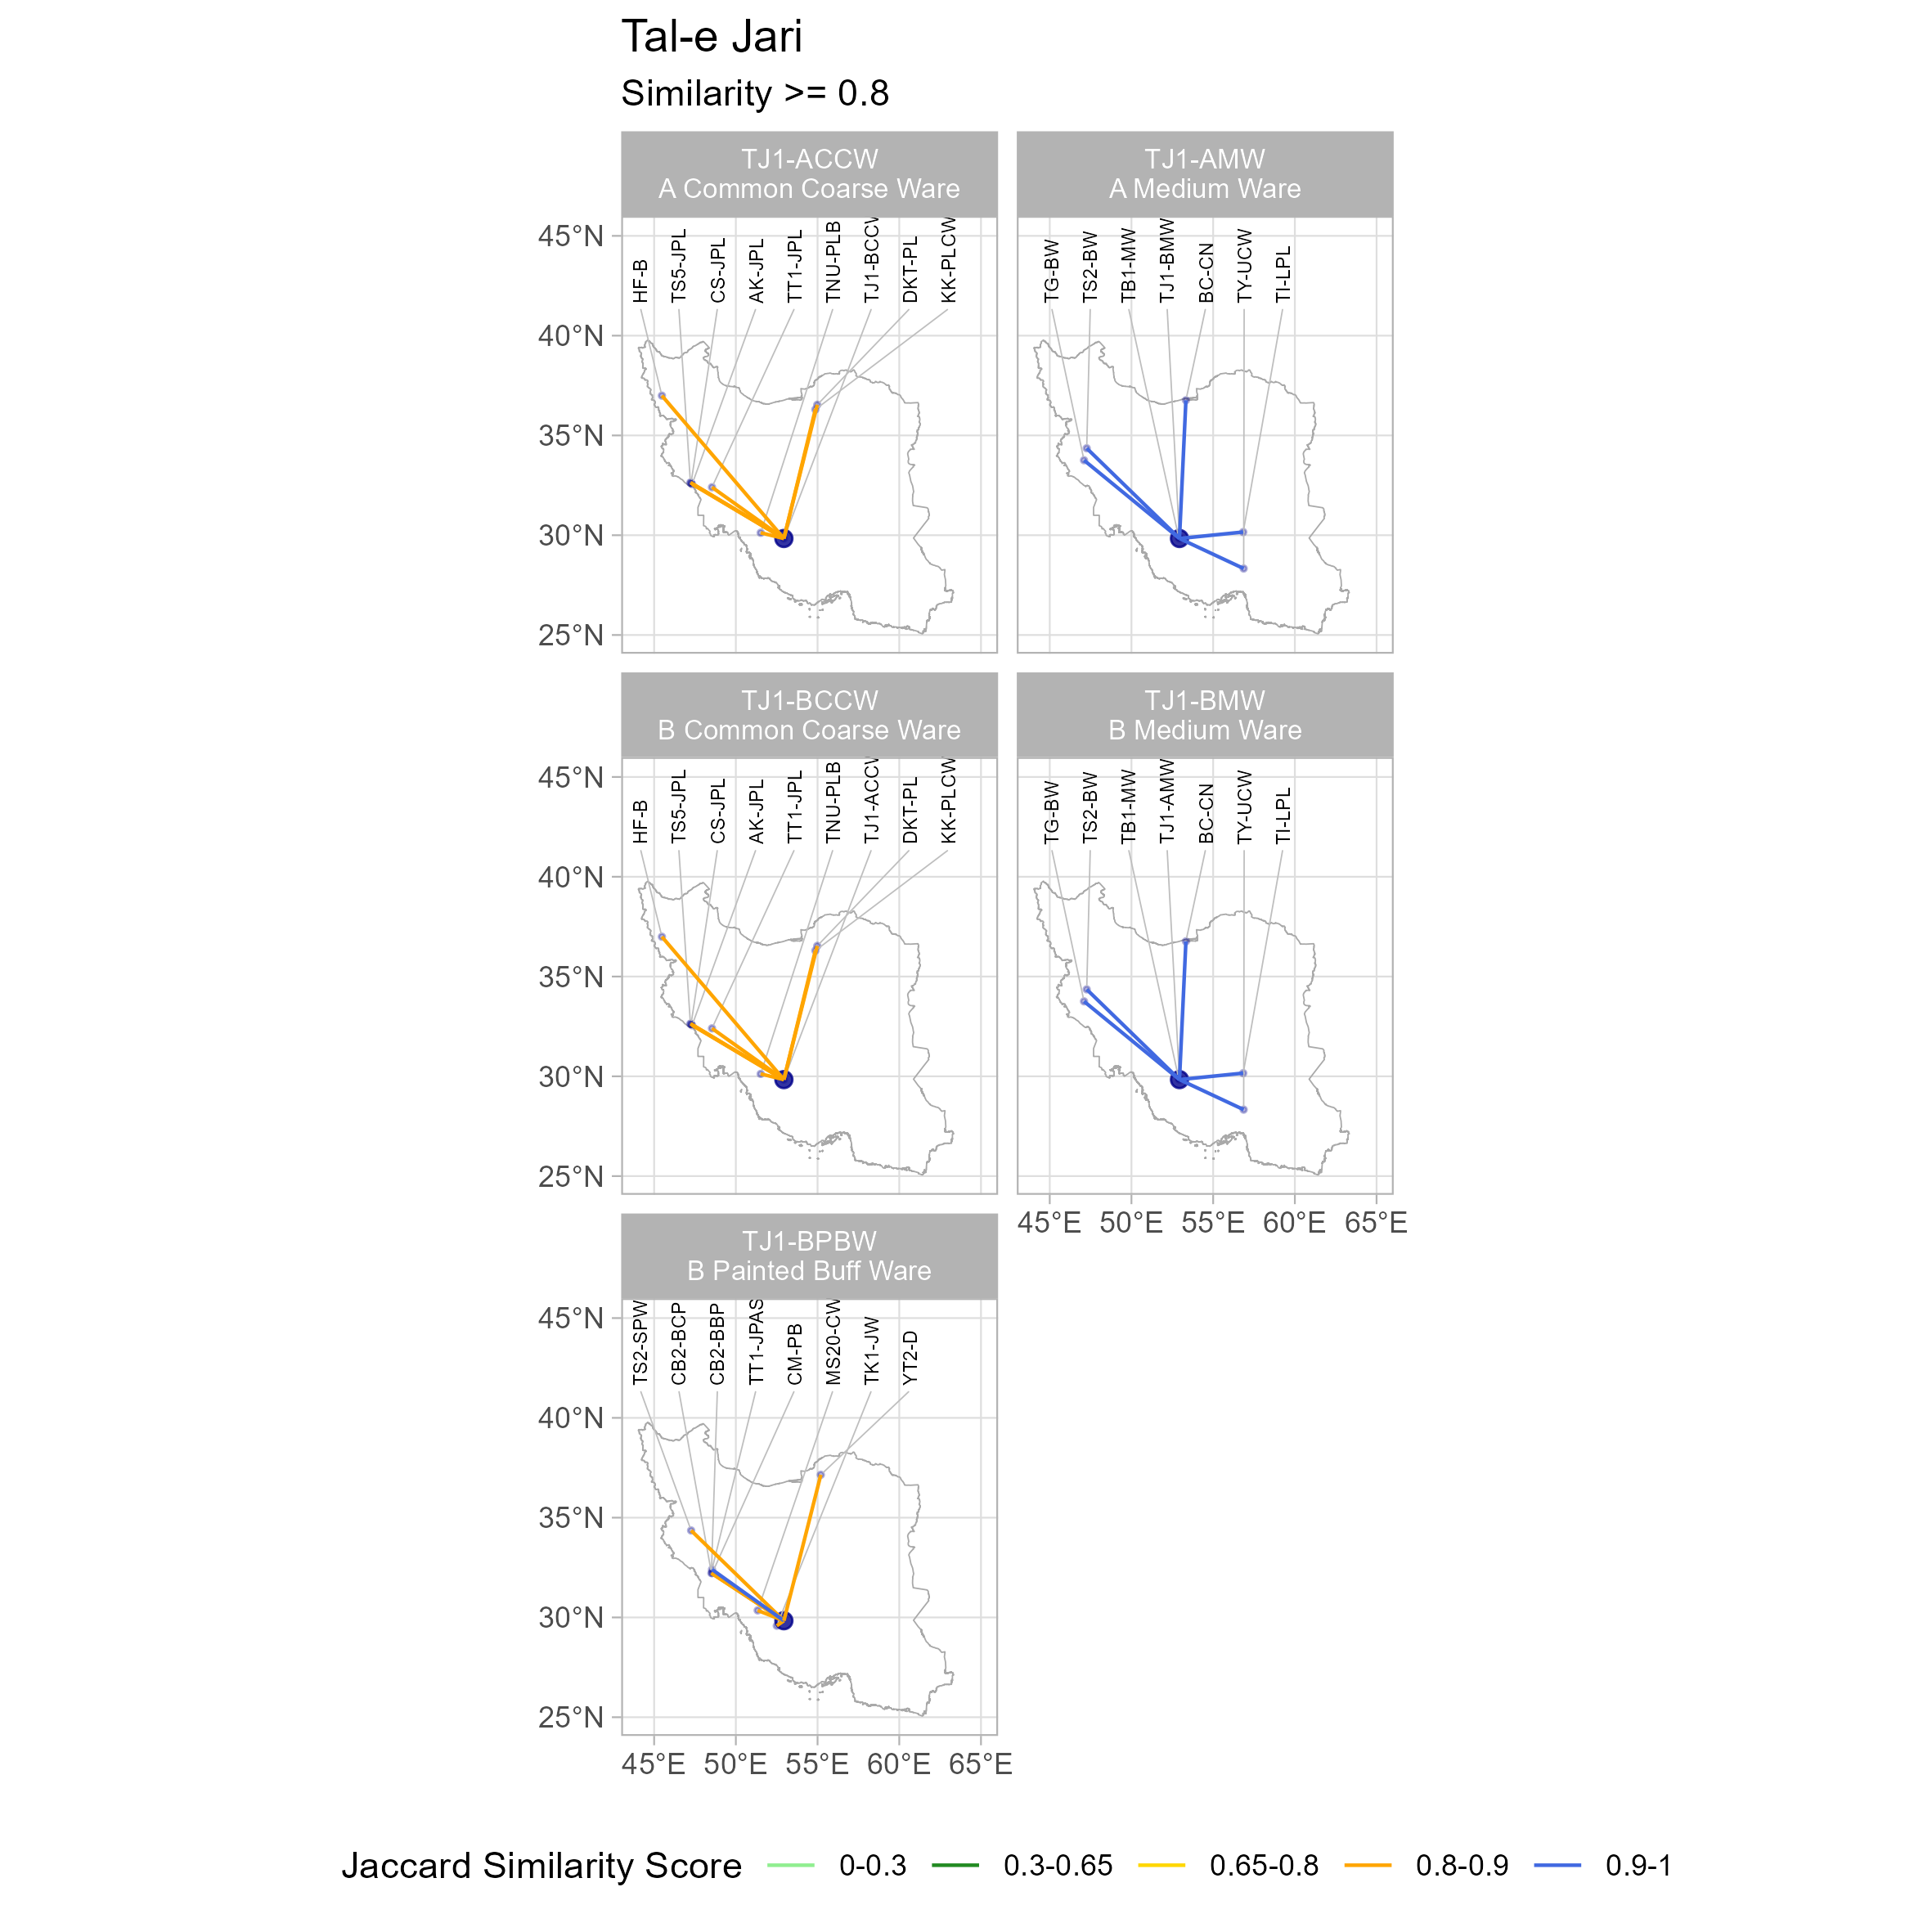 Tal-e Jari
Similarity >= 0.8
TJ1-ACCW
A Common Coarse Ware
45°N
40°N
35°N
30°N
25°N
HF-B
TS5-JPL
CS-JPL
AK-JPL
TT1-JPL
TNU-PLB
TJ1-BCCW
DKT-PL
KK-PLCW
TJ1-AMW
A Medium Ware
TG-BW
TS2-BW
TB1-MW
TJ1-BMW
BC-CN
TY-UCW
TI-LPL
TJ1-BCCW
B Common Coarse Ware
45°N
40°N
35°N
30°N
25°N
HF-B
TS5-JPL
CS-JPL
AK-JPL
TT1-JPL
TNU-PLB
TJ1-ACCW
DKT-PL
KK-PLCW
TJ1-BMW
B Medium Ware
TG-BW
TS2-BW
TB1-MW
TJ1-AMW
BC-CN
TY-UCW
TI-LPL
45°E 50°E 55°E 60°E 65°E
TJ1-BPBW
B Painted Buff Ware
45°N
40°N
35°N
30°N
25°N
TS2-SPW
CB2-BCP
CB2-BBP
TT1-JPAS
CM-PB
MS20-CW
TK1-JW
YT2-D
45°E 50°E 55°E 60°E 65°E
Jaccard Similarity Score 0-0.3 0.3-0.65 0.65-0.8 0.8-0.9 0.9-1